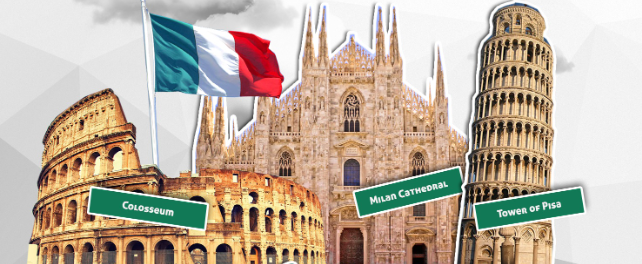 Colosseum
Milan Cathedral
Tower of Pisa